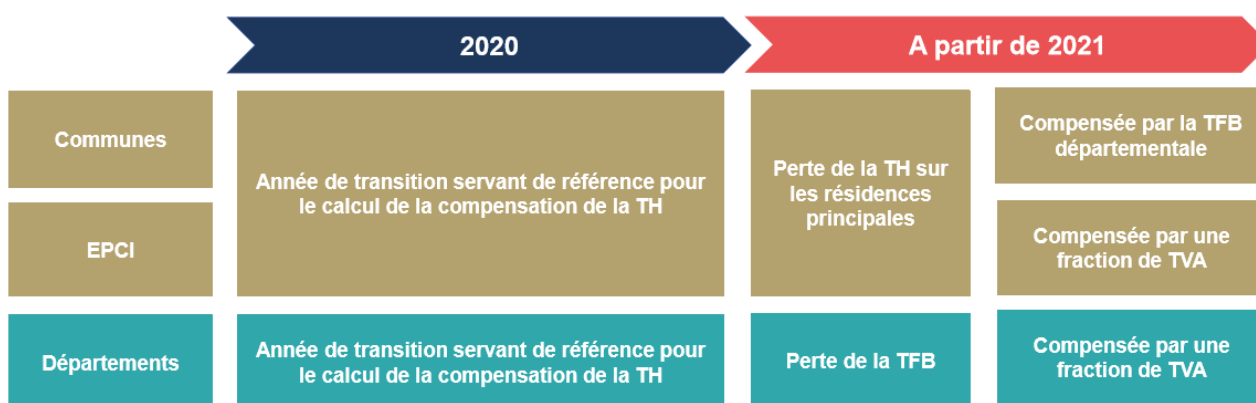 2020
A partir de 2021
Communes
Année de transition servant de référence pour
le calcul de la compensation de la TH
Perte de la TH sur
les résidences
principales
Compensée par la TFB
départementale
EPCI
Compensée par une
fraction de TVA
Départements
Année de transition servant de référence pour
le calcul de la compensation de la TH
Perte de la TFB
Compensée par une
fraction de TVA